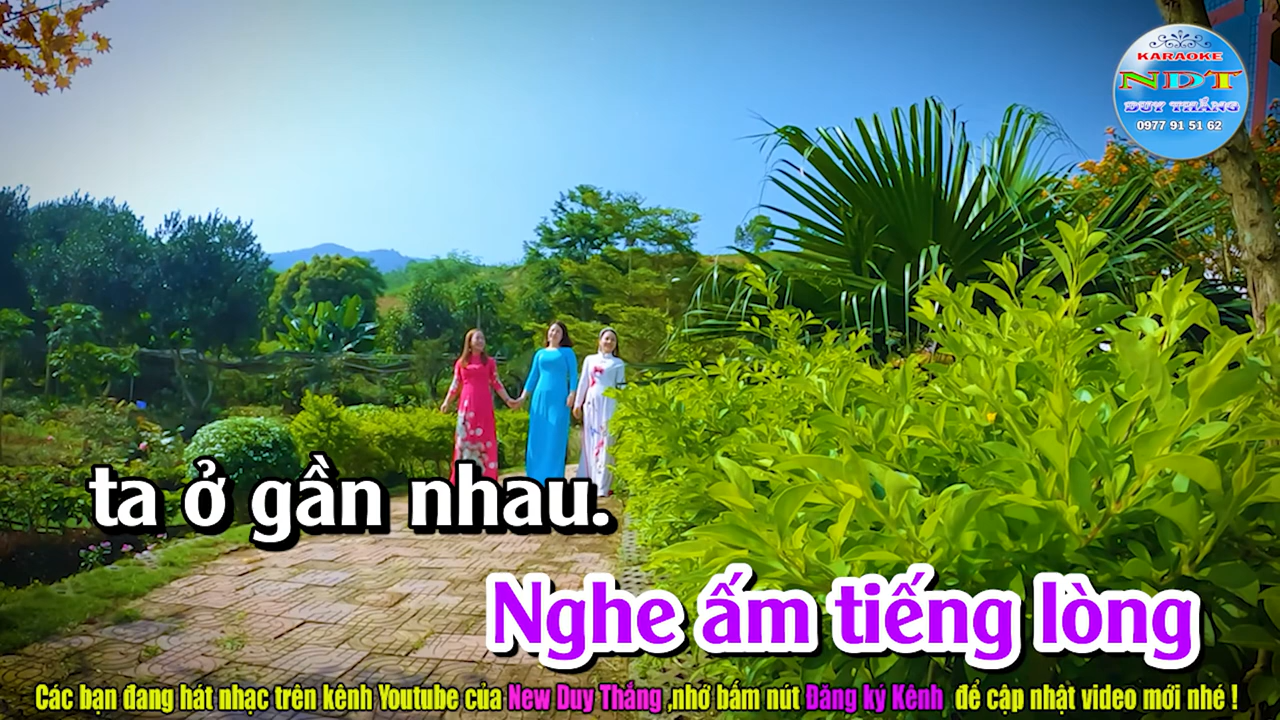 KARAOKE
NDT
DUY THẮNG
0977 91 51 62
ta ở gần nhau.
Nghe ấm tiếng lòng
Các bạn đang hát nhạc trên kênh Youtube của New Duy Thắng ,nhớ bấm nút Đăng ký Kênh để cập nhật video mới nhé !